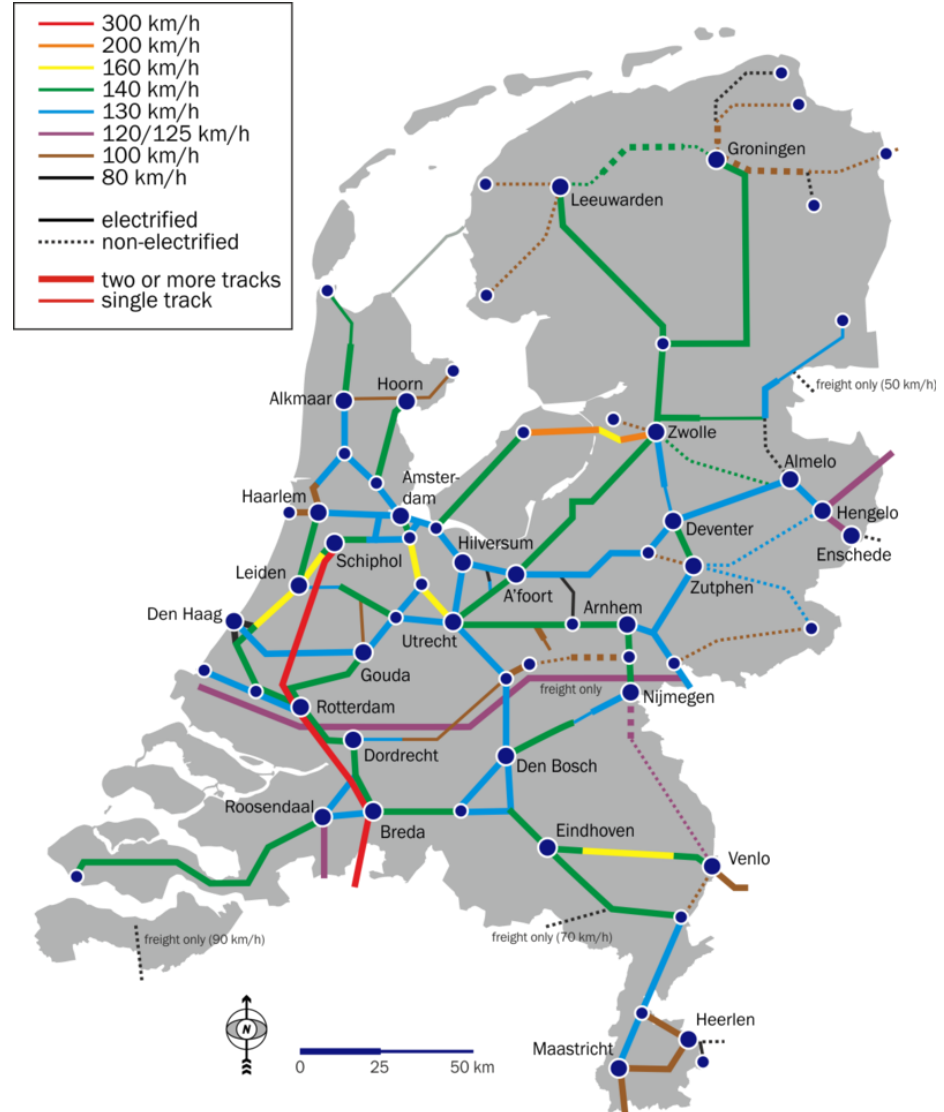 300 km/h
200 km/h
160 km/h
140 km/h
130 km/h
120/125 km/h
100 km/h
80 km/h
electrified
non-electrified
two or more tracks
single track
Groningen
Leeuwarden
freight only (50 km/h)
Alkmaar
Hoorn
Zwolle
Almelo
Amster-
dam
Haarlem
Hengelo
Deventer
Enschede
Hilversum
Schiphol
Leiden
A'foort
Zutphen
Den Haag
Arnhem
Utrecht
Gouda
freight only
Nijmegen
Rotterdam
Dordrecht
Den Bosch
Roosendaal
Breda
Eindhoven
Venlo
freight only (90 km/h)
freight only (70 km/h)
N
Heerlen
Maastricht
0 25 50 km